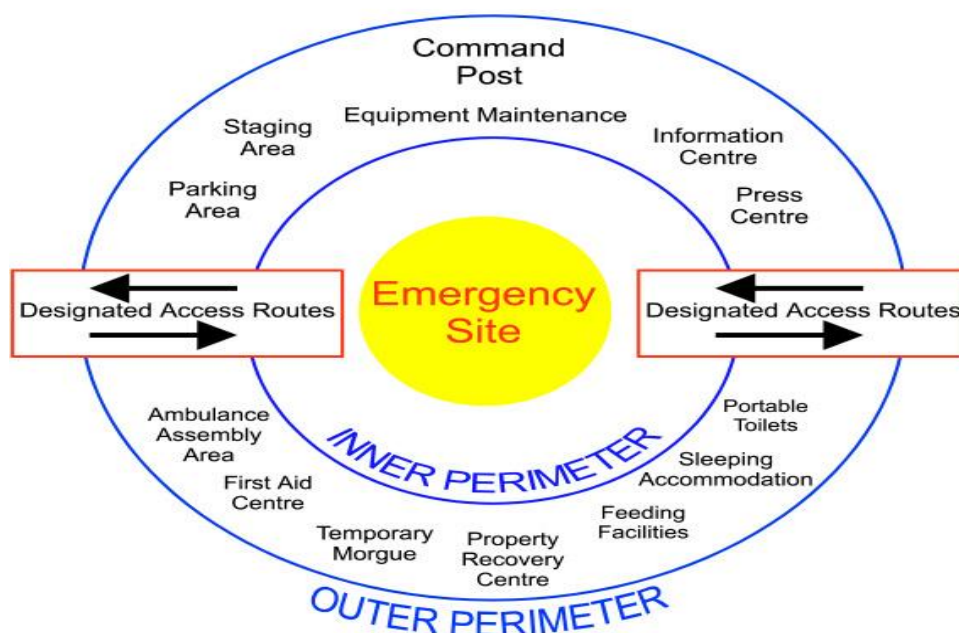 Command
Post
Equipment Maintenance
Staging
Area
Information
Centre
Parking
Area
Press
Centre
Designated Access Routes
Emergency
Site
Designated Access Routes
Ambulance
Assembly
Area
First Aid
Centre
Temporary
Morgue
Property
Recovery
Centre
Feeding
Facilities
Sleeping
Accommodation
Portable
Toilets
INNER PERIMETER
OUTER PERIMETER